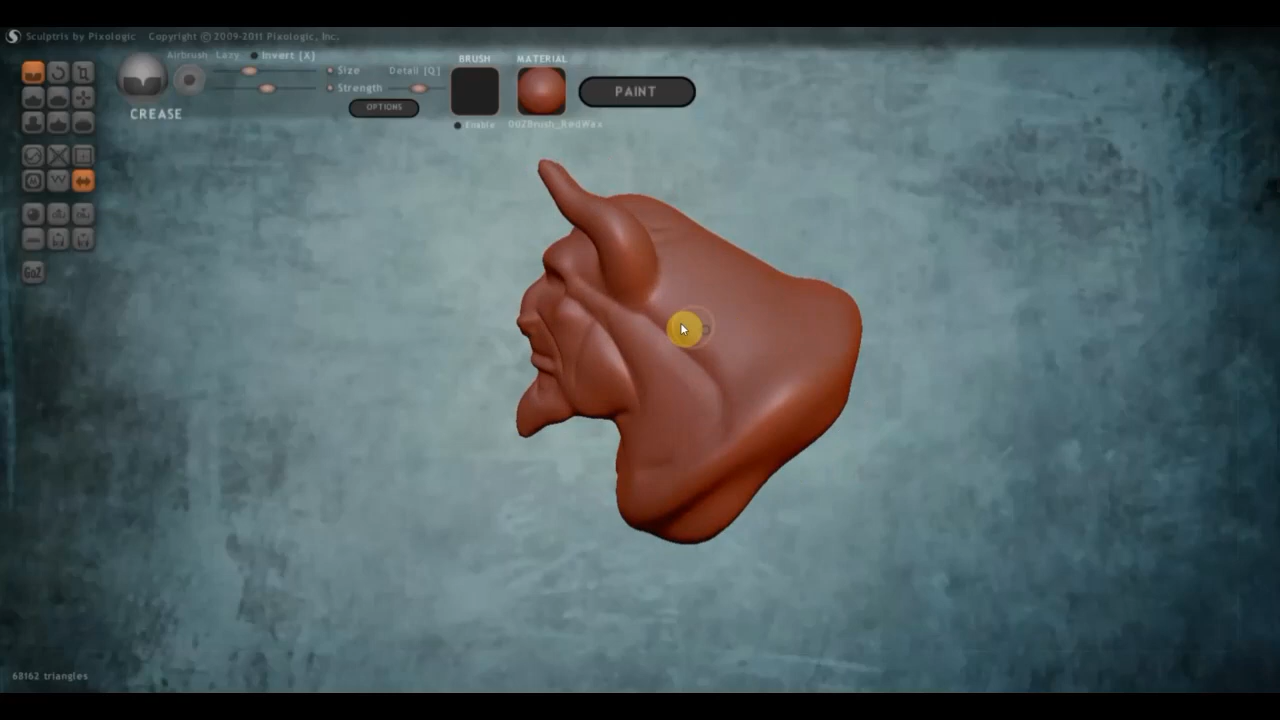 Sculptris by Pixologic Copyright © 2009-2011 Pixologic, Inc.
Airbrush Lazy Invert [X]
Size Detail [Q]
Strength
OPTIONS
CREASE
BRUSH
Enable
MATERIAL
00ZBrush_RedWax
PAINT
GoZ
68162 triangles